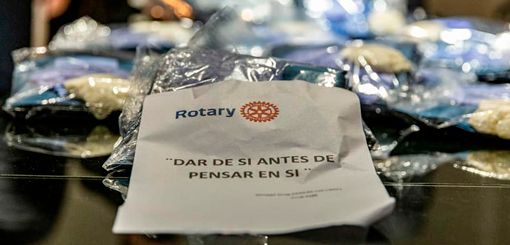 Rotary
¨DAR DE SI ANTES DE
PENSAR EN SI ¨